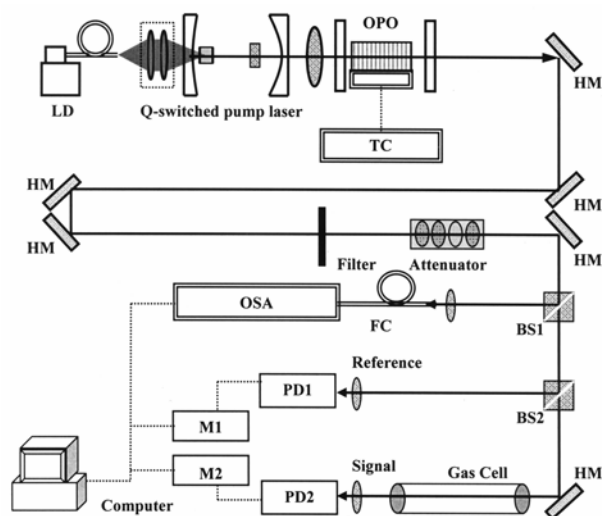 OPO
HM
LD
Q-switched pump laser
TC
HM
HM
HM
HM
Filter
Attenuator
OSA
FC
BS1
Reference
PD1
BS2
M1
M2
Signal
Gas Cell
HM
Computer
PD2